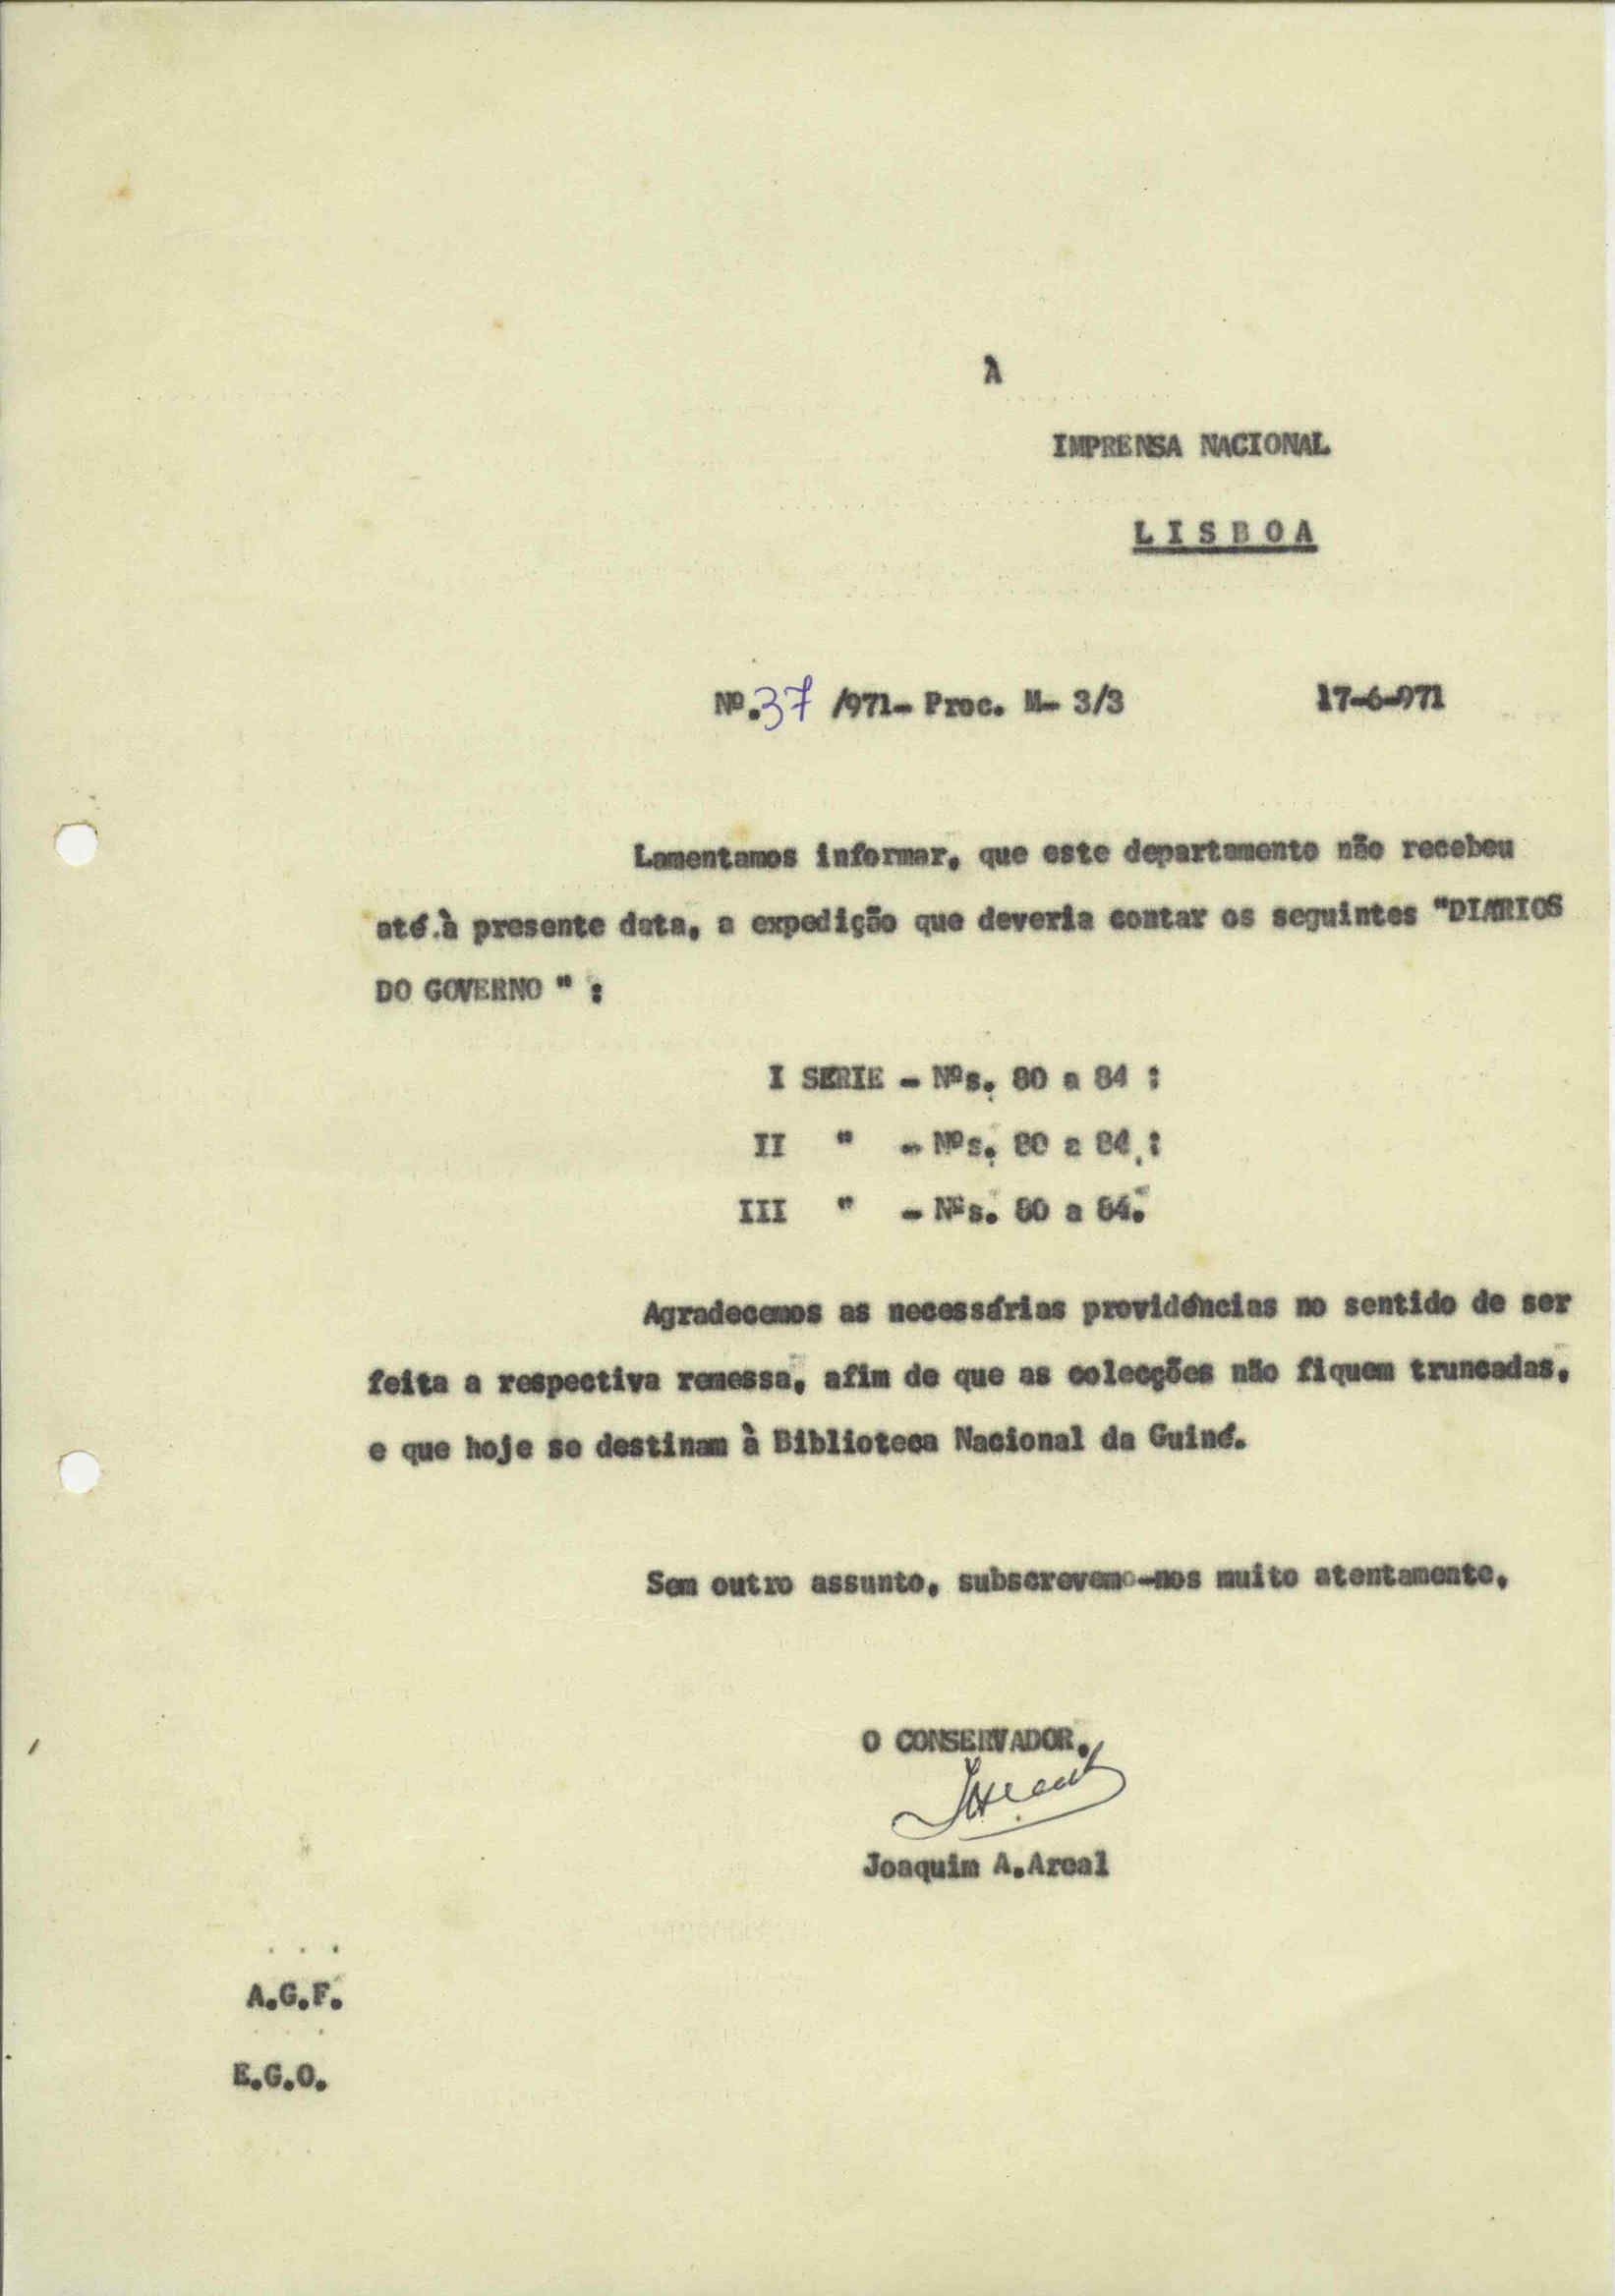 À
IMPRENSA NACIONAL
LISBOA
Nº.37 /971- Proc. M- 3/3 17-6-971
Lamentamos informar, que este departamento não recebeu
até à presente data, a expedição que deveria contar os seguintes "DIARIOS
DO GOVERNO " :
I SERIE - Nºs. 80 a 84 :
II " - Nºs. 80 a 84 :
III " - Nºs. 80 a 84.
Agradecemos as necessárias providências no sentido de ser
feita a respectiva remessa, afim de que as colecções não fiquem truncadas,
e que hoje se destinam à Biblioteca Nacional da Guiné.
Sem outro assunto, subscrevemo-nos muito atentamente,
O CONSERVADOR,
Joaquim A.Areal
A.G.F.
E.G.O.